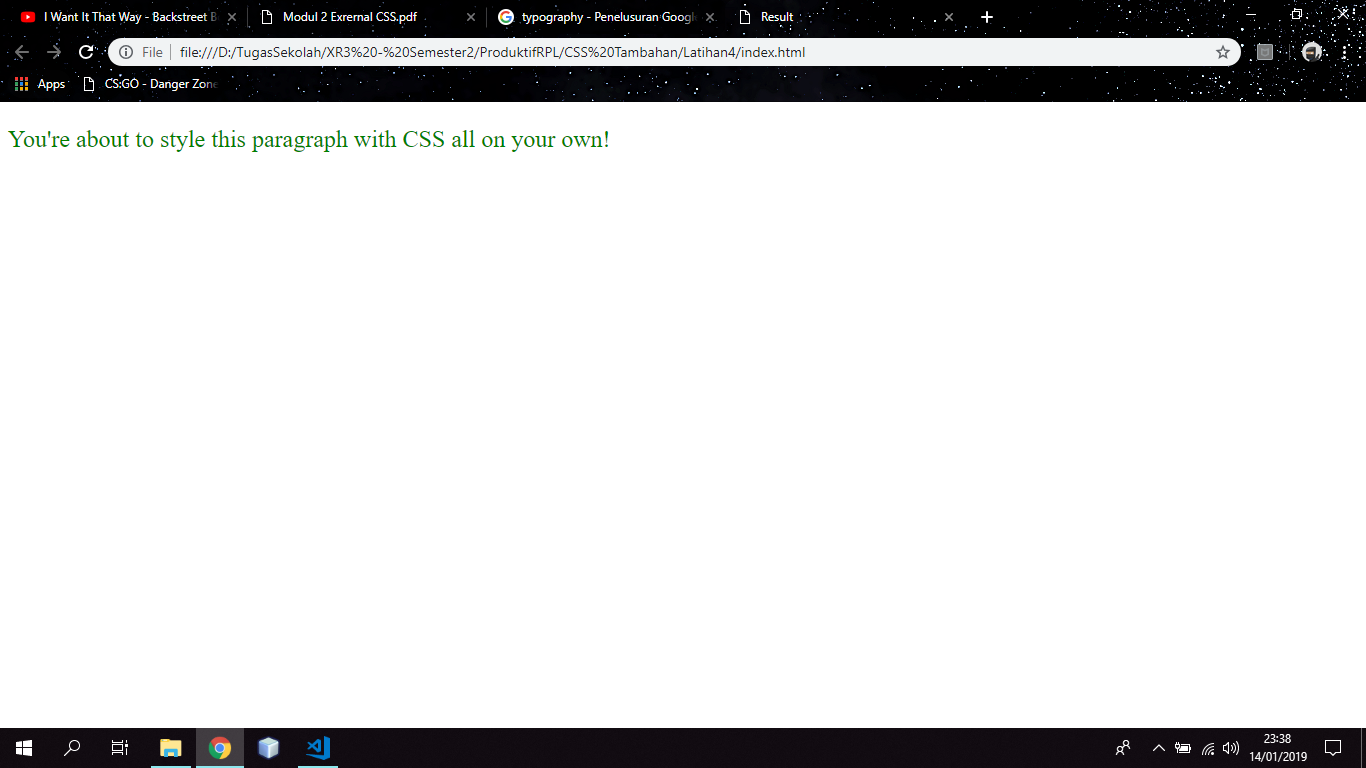 I Want It That Way - Backstreet B
Modul 2 Exrernal CSS.pdf
typography - Penelusuran Googl
Result
File
file:///D:/TugasSekolah/XR3%20-%20Semester2/ProduktifRPL/CSS%20Tambahan/Latihan4/index.html
Apps
CS:GO - Danger Zone
You're about to style this paragraph with CSS all on your own!
23:38
14/01/2019